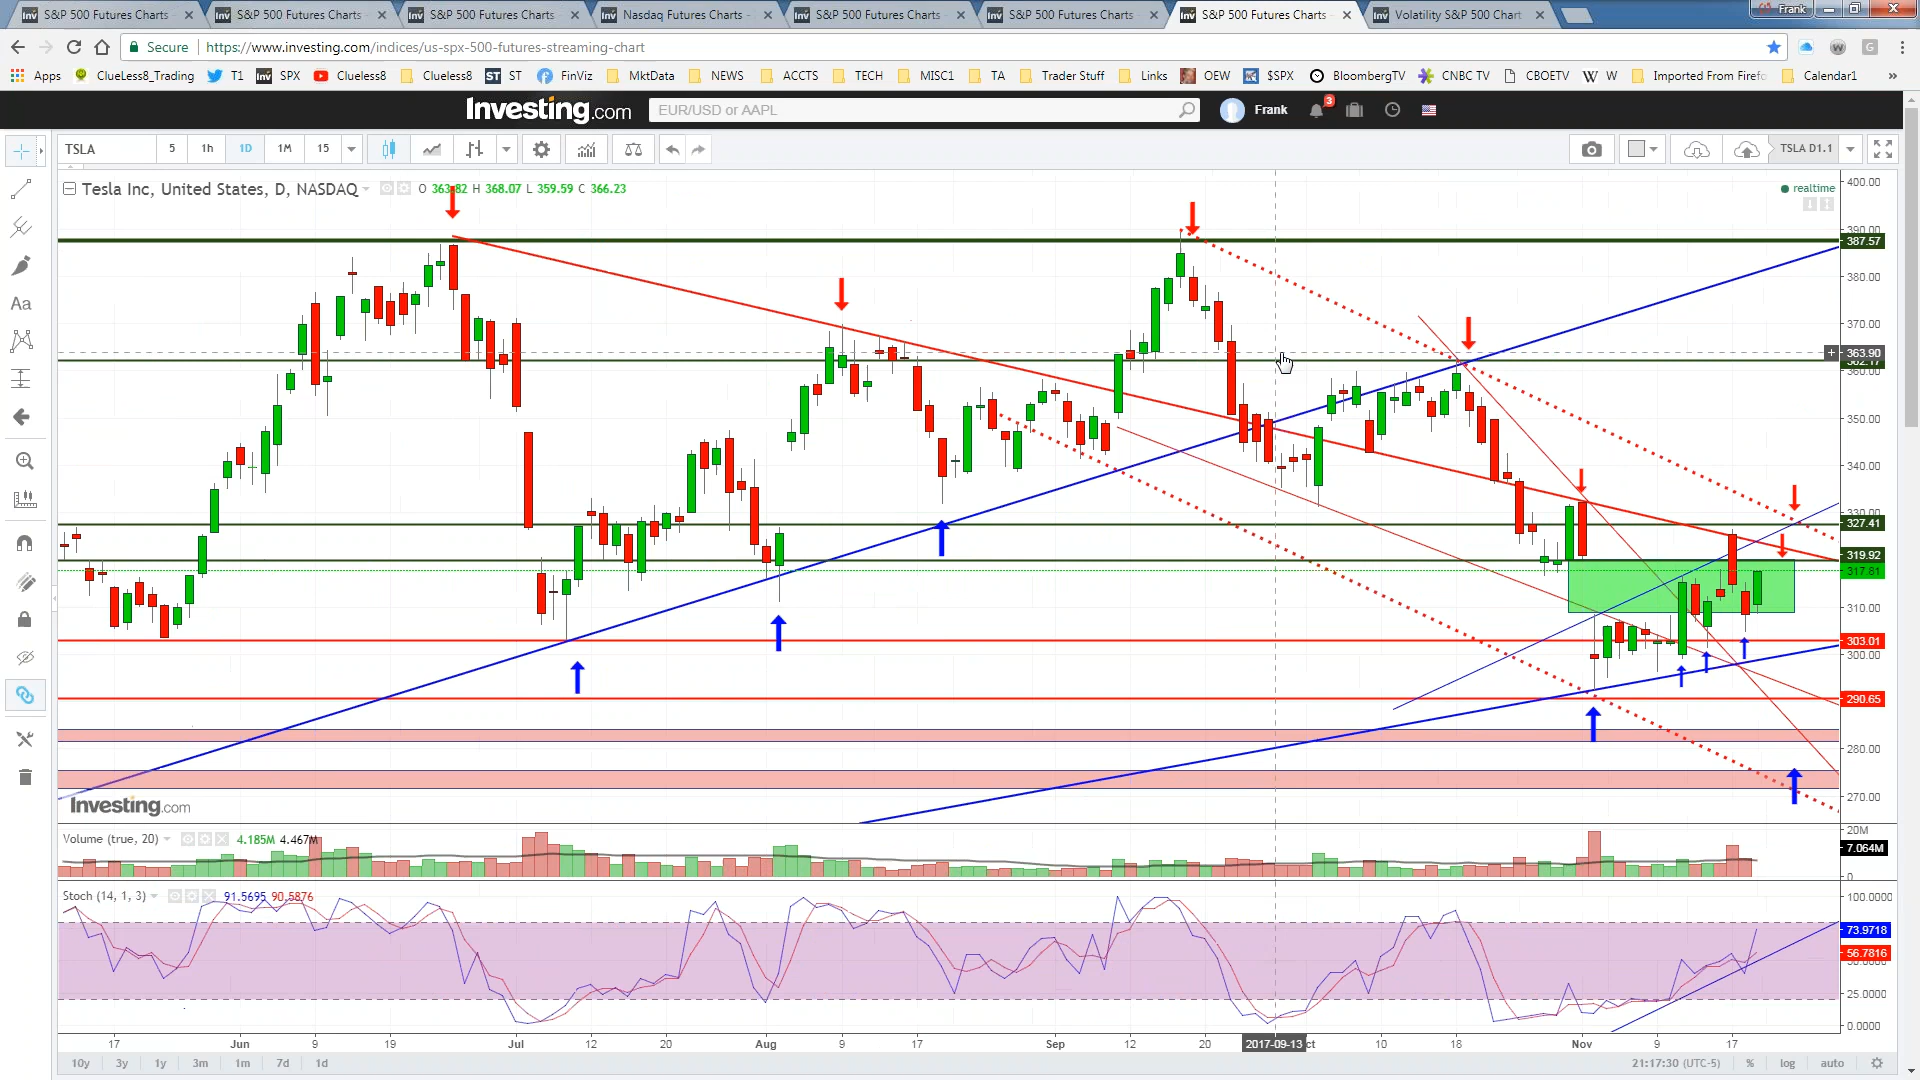 S&P 500 Futures Charts S&P 500 Futures Charts S&P 500 Futures Charts Nasdaq Futures Charts - S&P 500 Futures Charts S&P 500 Futures Charts S&P 500 Futures Charts - Volatility S&P 500 Chart Frank
Secure https://www.investing.com/indices/us-spx-500-futures-streaming-chart
Apps ClueLess8_Trading T1 SPX Clueless8 Clueless8 ST FinViz MktData NEWS ACCTS TECH MISC1 TA Trader Stuff Links OEW $SPX BloombergTV CNBC TV CBOETV W Imported From Firefo Calendar1 »
Investing.com EUR/USD or AAPL Frank 3
TSLA 5 1h 1D 1M 15 TSLA D1.1
Tesla Inc, United States, D, NASDAQ O 363.82 H 368.07 L 359.59 C 366.23 realtime
400.00
390.00
387.57
380.00
370.00
363.90
360.00
350.00
340.00
330.00
327.41
319.92
317.81
310.00
303.01
300.00
290.65
280.00
270.00
Aa
Investing.com
Volume (true, 20) 4.185M 4.467M
20M
7.064M
0
Stoch (14, 1, 3) 91.5695 90.5876
100.0000
73.9718
56.7816
25.0000
0.0000
17 Jun 9 19 Jul 12 20 Aug 9 17 Sep 12 20 2017-09-13 ct 10 18 Nov 9 17
10y 3y 1y 3m 1m 7d 1d 21:17:30 (UTC-5) % log auto